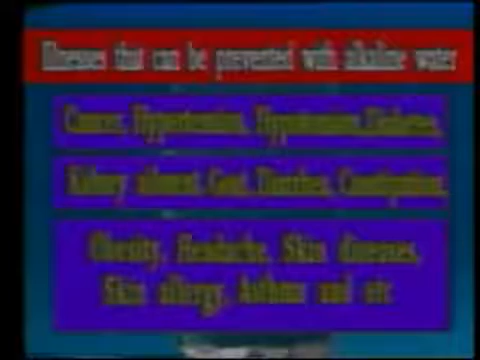 Illnesses that can be prevented with alkaline water
Cancer, Hypertension, Hypotension, Diabetes,
Kidney ailment, Gout, Diarrhea, Constipation,
Obesity, Headache, Skin diseases,
Skin allergy, Asthma and etc